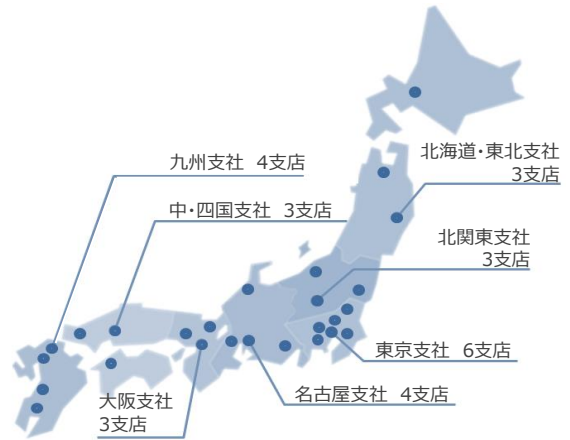 九州支社 4支店
中・四国支社 3支店
北海道・東北支社
3支店
北関東支社
3支店
東京支社 6支店
名古屋支社 4支店
大阪支社
3支店